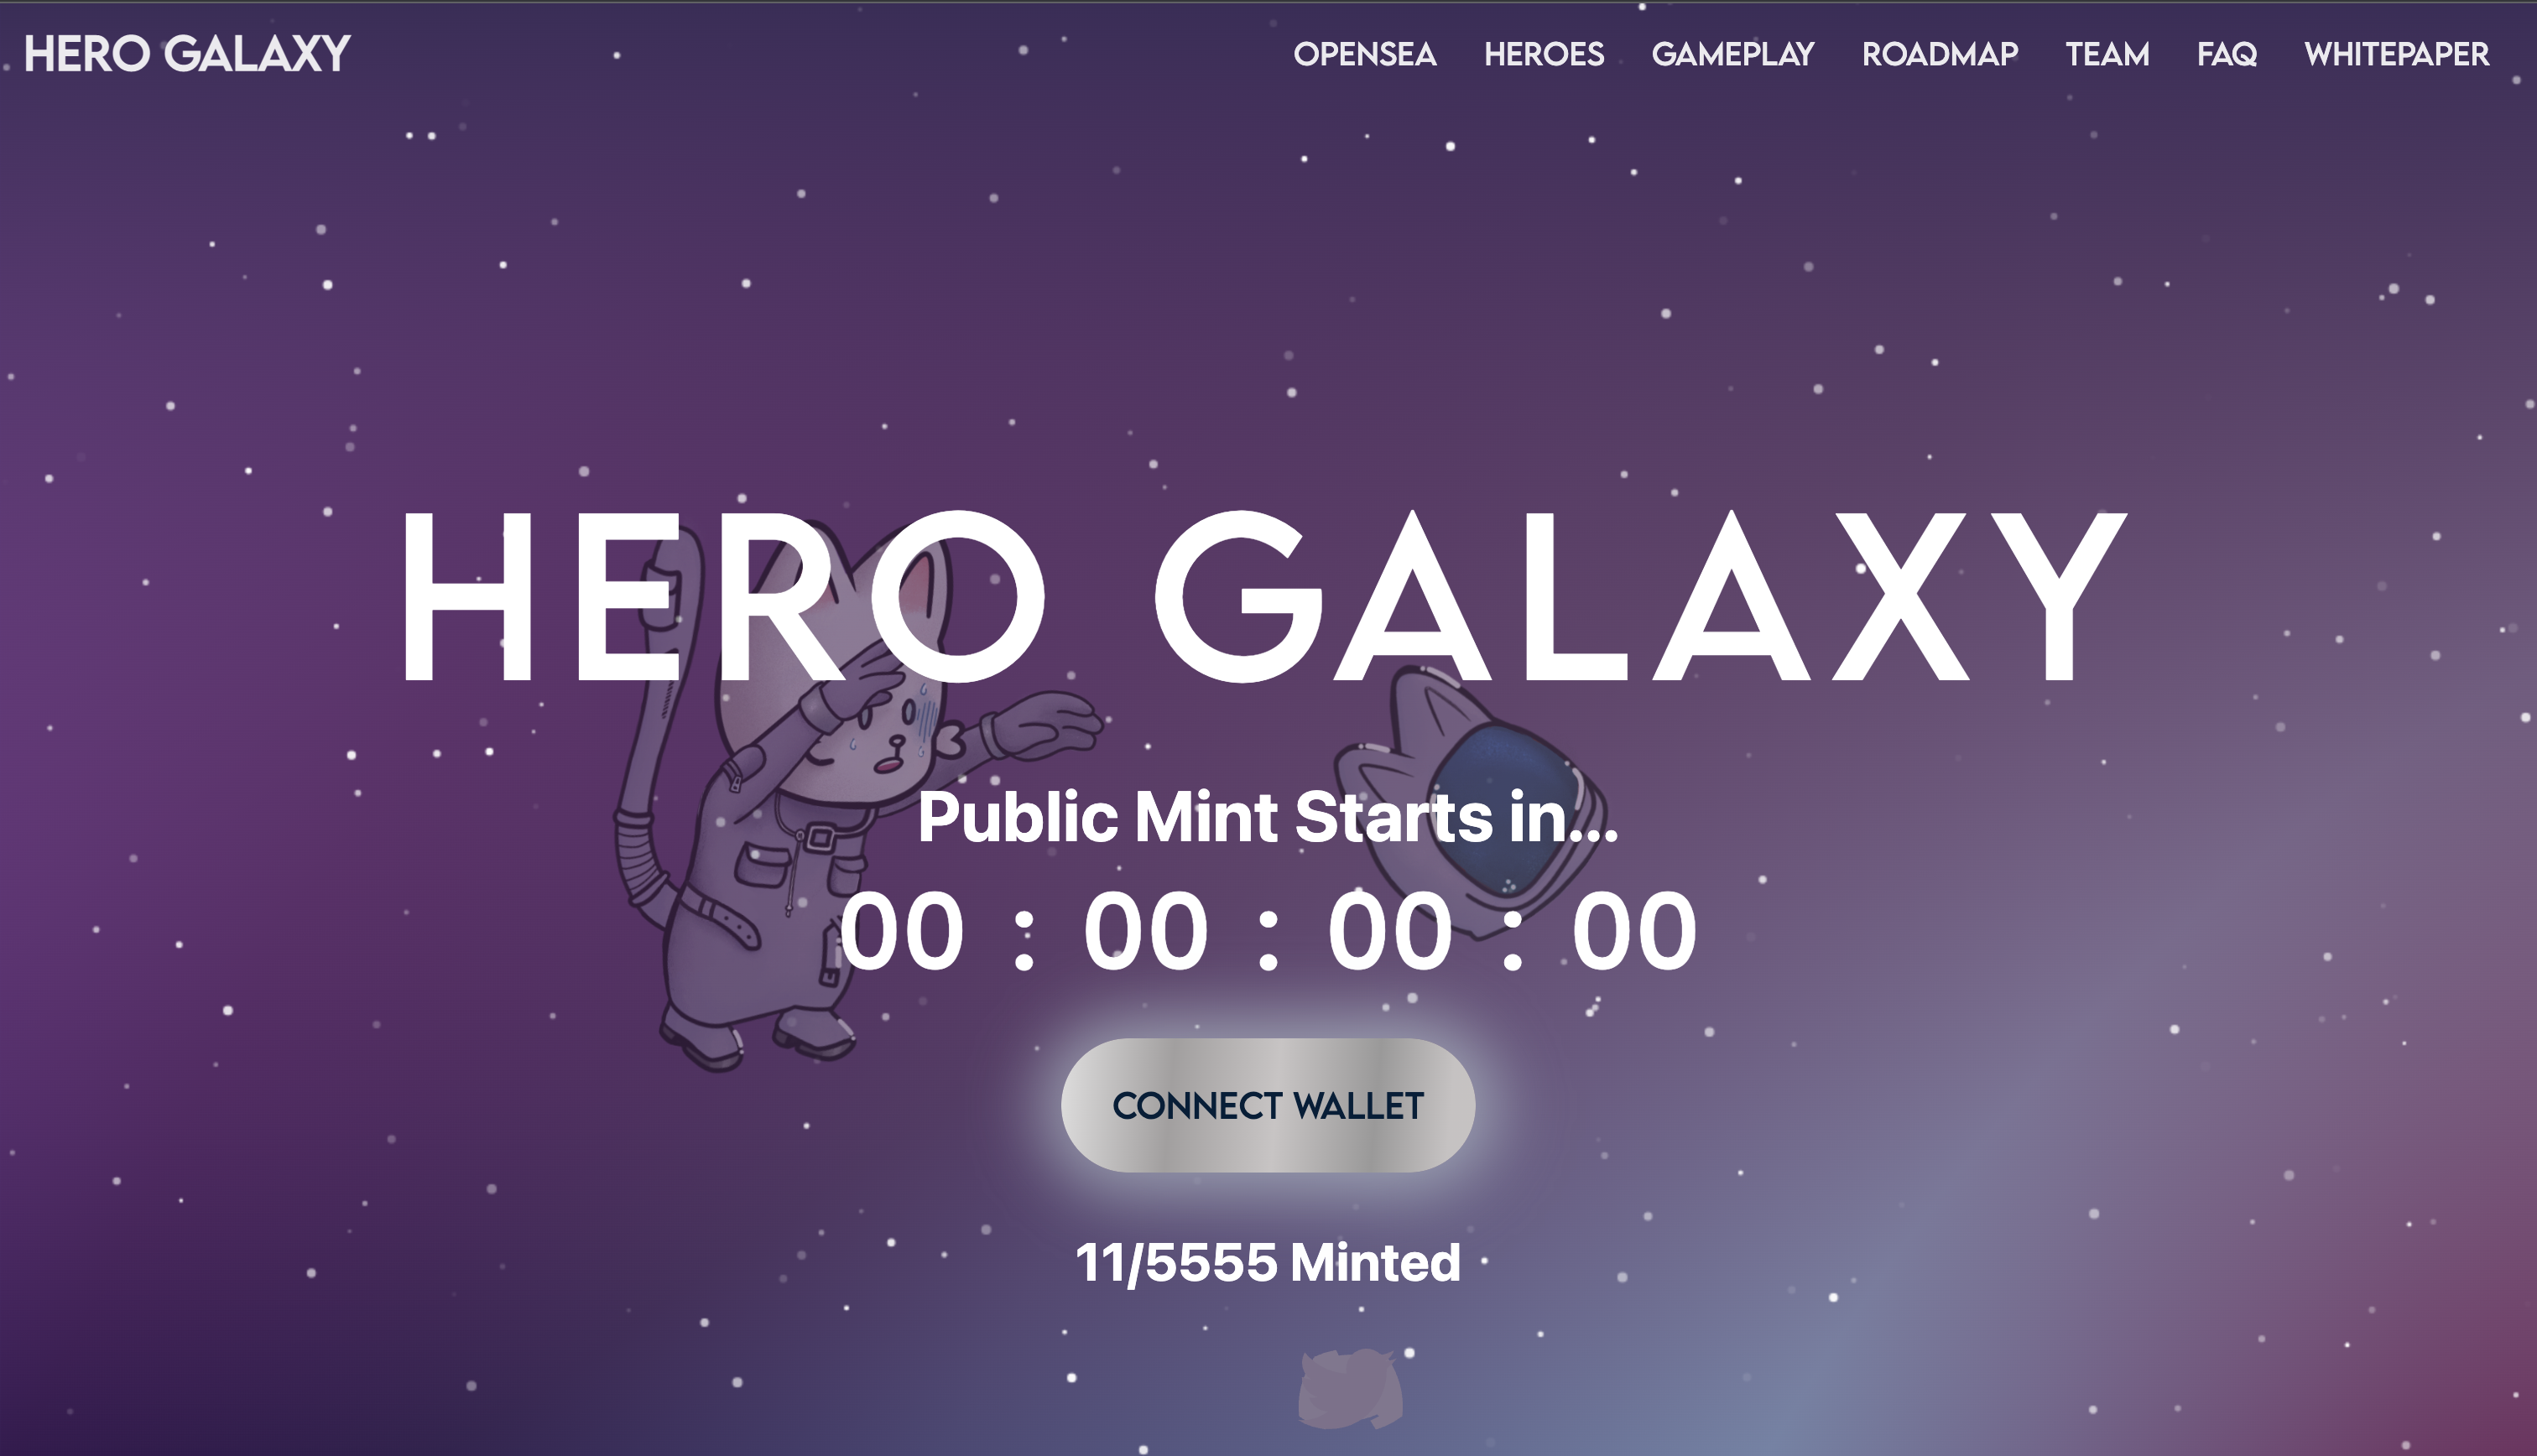 HERO GALAXY
OPENSEA HEROES GAMEPLAY ROADMAP TEAM FAQ WHITEPAPER
HERO GALAXY
Public Mint Starts in...
00 : 00 : 00 : 00
CONNECT WALLET
11/5555 Minted